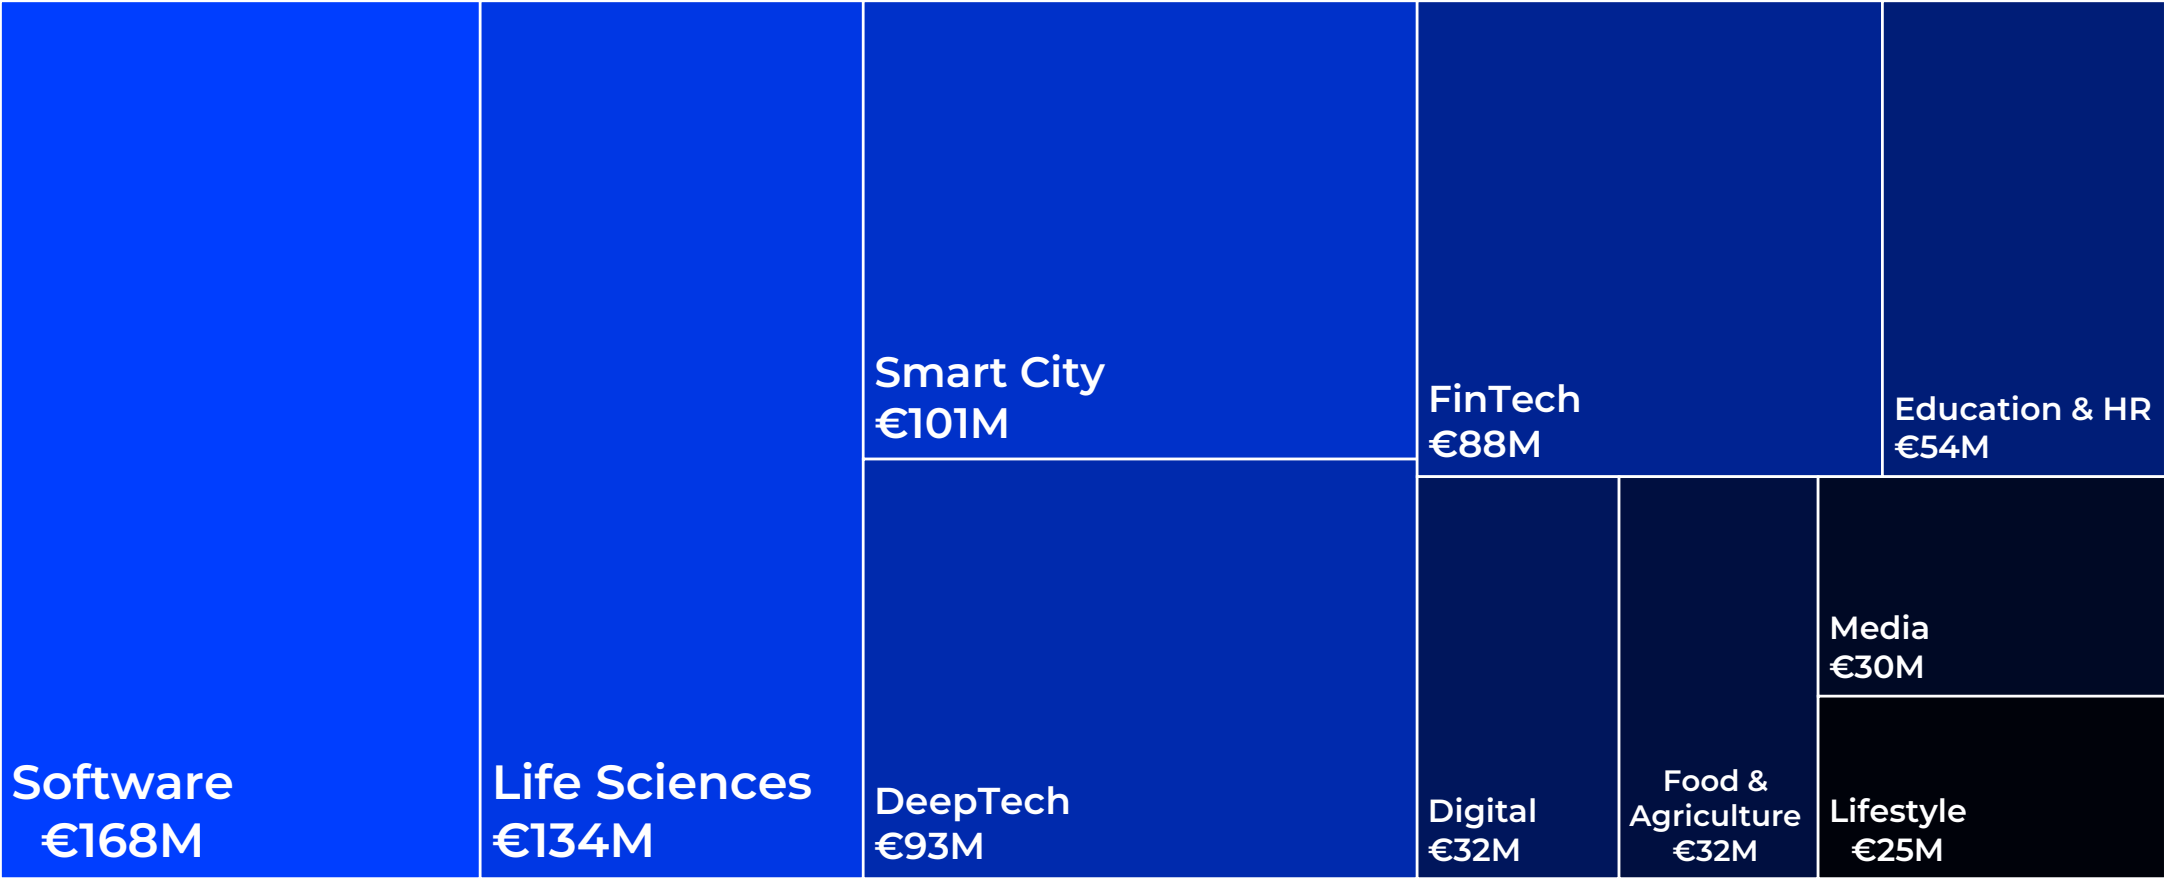 Software
€168M
Life Sciences
€134M
Smart City
€101M
DeepTech
€93M
FinTech
€88M
Education & HR
€54M
Digital
€32M
Food &
Agriculture
€32M
Media
€30M
Lifestyle
€25M